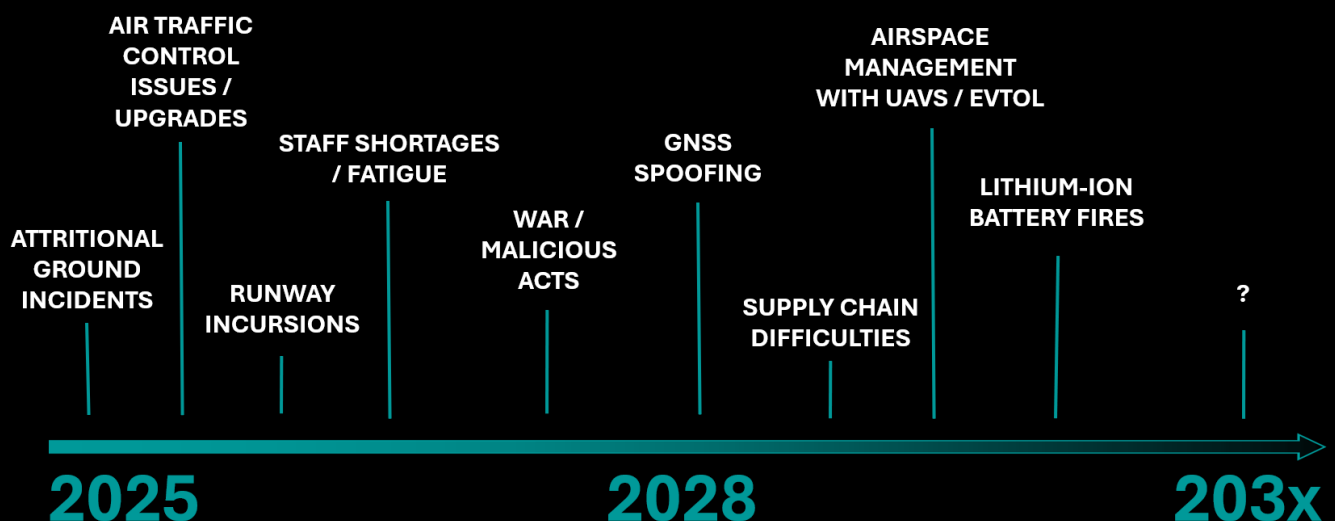 AIR TRAFFIC
CONTROL
ISSUES /
UPGRADES
AIRSPACE
MANAGEMENT
WITH UAVS / EVTOL
STAFF SHORTAGES
/ FATIGUE
GNSS
SPOOFING
LITHIUM-ION
BATTERY FIRES
WAR /
MALICIOUS
ACTS
ATTRITIONAL
GROUND
INCIDENTS
RUNWAY
INCURSIONS
SUPPLY CHAIN
DIFFICULTIES
?
2025
2028
203x